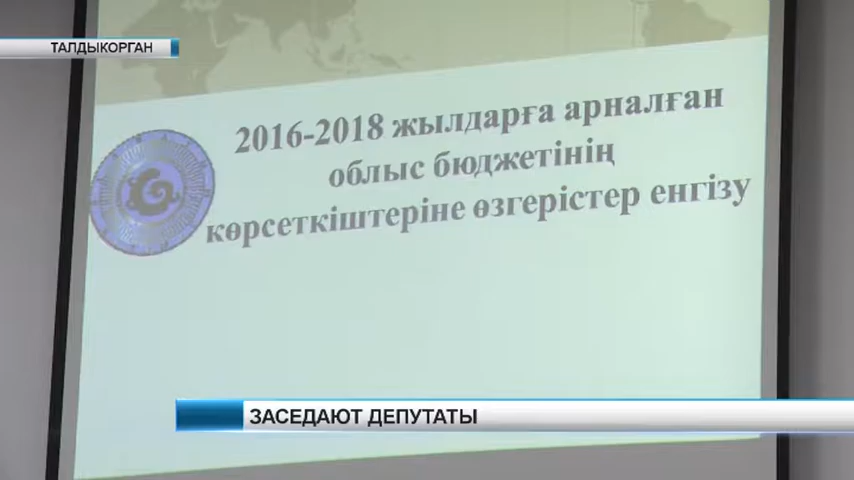 ТАЛДЫКОРГАН
2016-2018 жылдарға арналған
облыс бюджетінің
көрсеткіштеріне өзгерістер енгізу
ЗАСЕДАЮТ ДЕПУТАТЫ